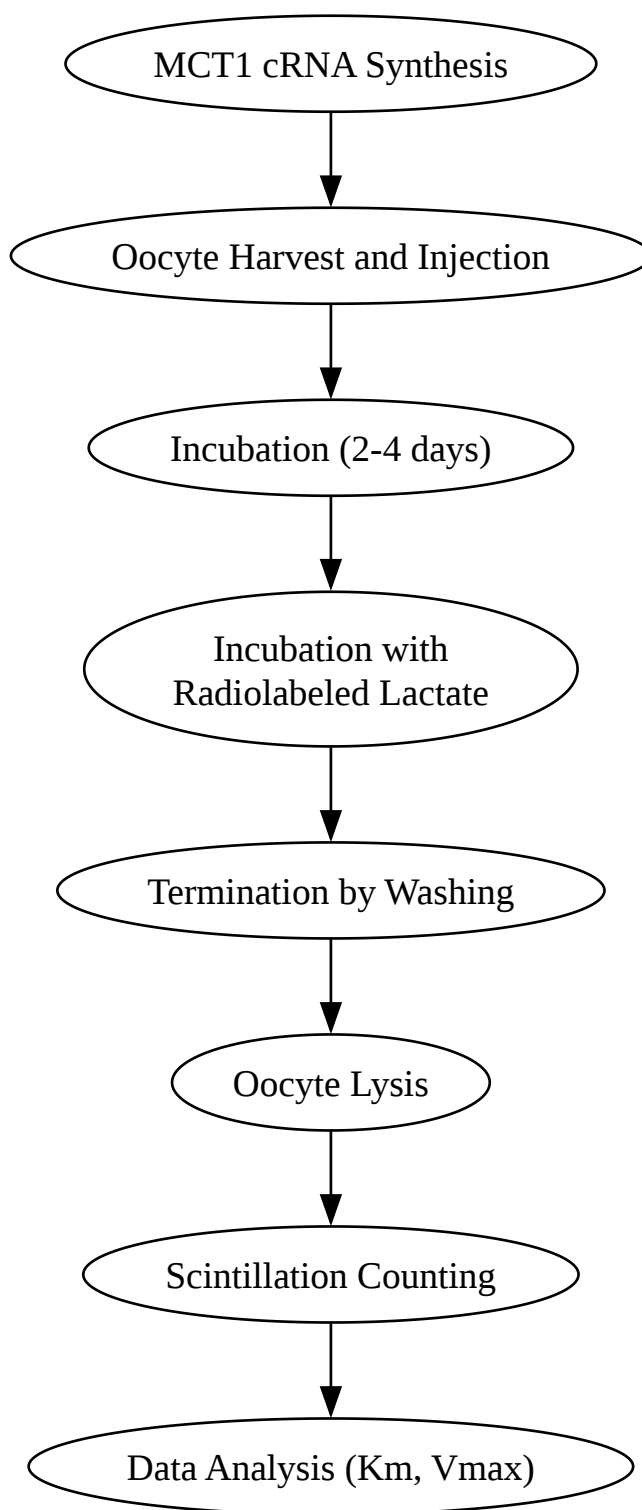 MCT1 cRNA Synthesis
Oocyte Harvest and Injection
Incubation (2-4 days)
Incubation with
Radiolabeled Lactate
Termination by Washing
Oocyte Lysis
Scintillation Counting
Data Analysis (Km, Vmax)